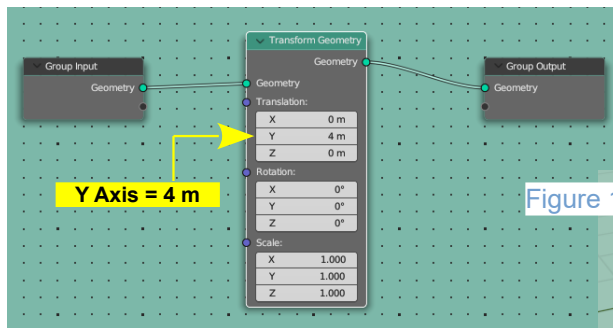 Transform Geometry
Group Input
Geometry
Group Output
Geometry
Geometry
Geometry
Translation:
X 0 m
Y 4 m
Z 0 m
Y Axis = 4 m
Rotation:
X 0°
Y 0°
Z 0°
Figure 1
Scale:
X 1.000
Y 1.000
Z 1.000